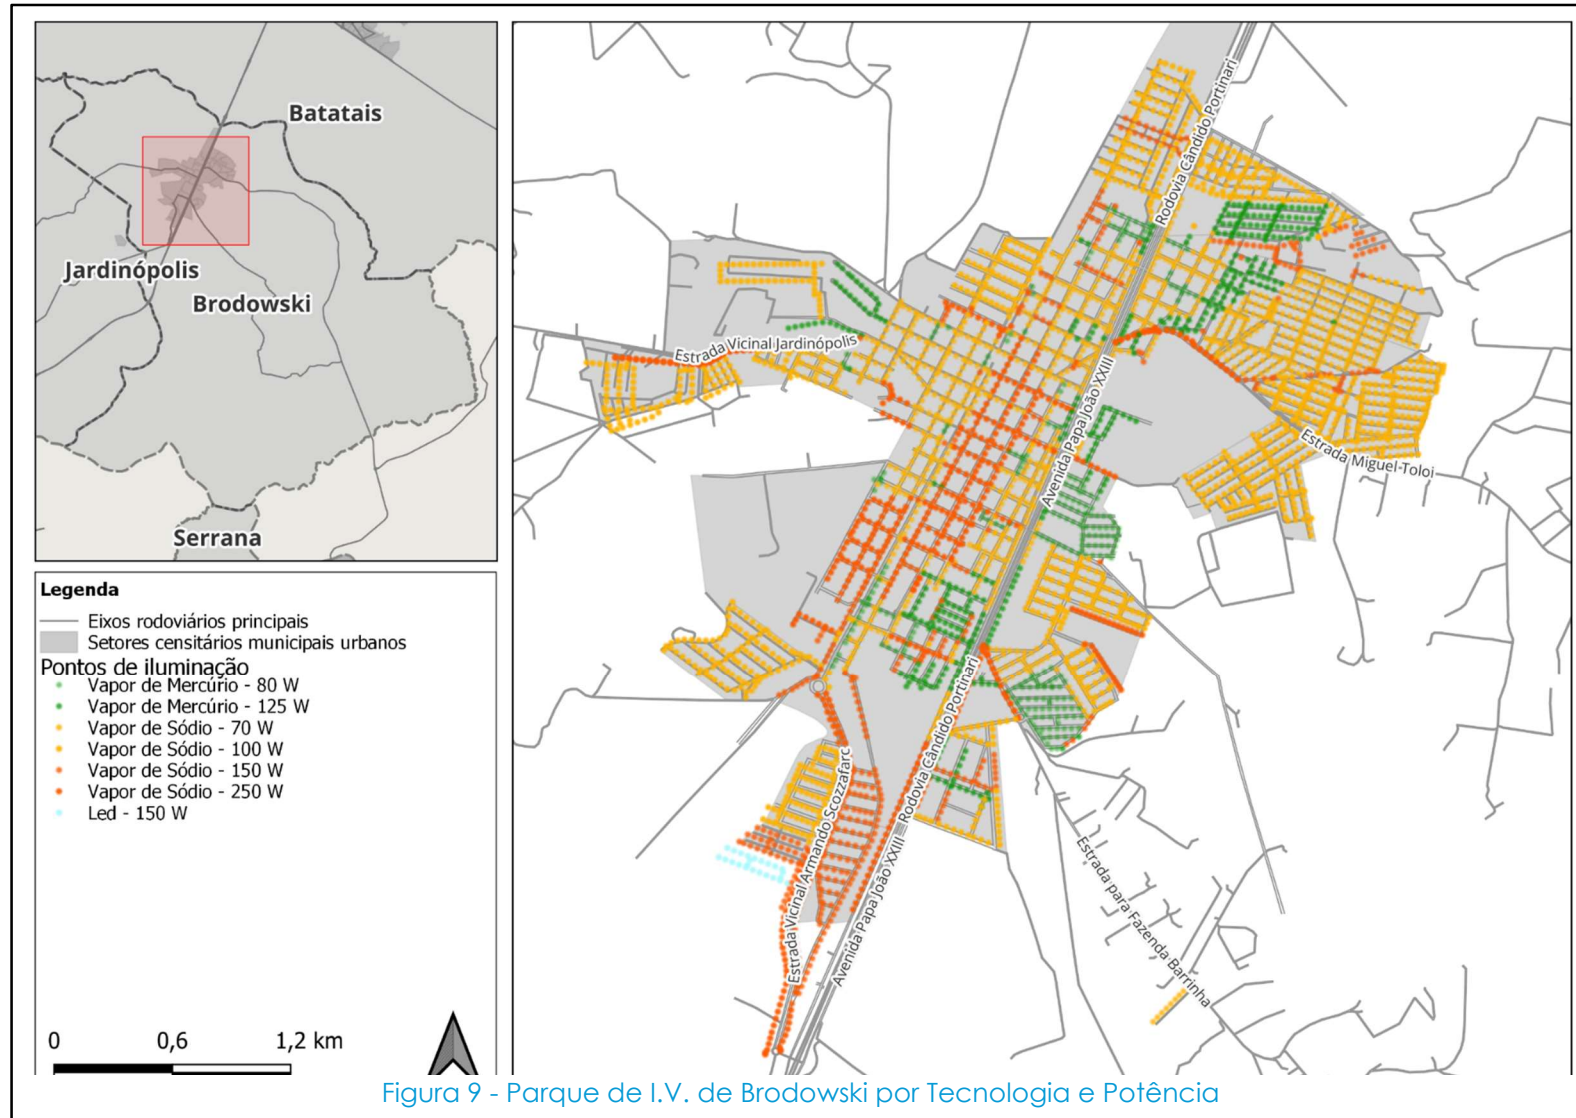 Batatais
Jardinópolis
Brodowski
Serrana
Legenda
Eixos rodoviários principais
Setores censitários municipais urbanos
Pontos de iluminação
Vapor de Mercúrio - 80 W
Vapor de Mercúrio - 125 W
Vapor de Sódio - 70 W
Vapor de Sódio - 100 W
Vapor de Sódio - 150 W
Vapor de Sódio - 250 W
Led - 150 W
0 0,6 1,2 km
Rodovia Cândido Portinari
Estrada Vicinal Jardinópolis
Avenida Papa João XXIII
Estrada Miguel Toloi
Rodovia Cândido Portinari
Estrada Vicinal Armando Scozzafarc
Avenida Papa João XXIII
Estrada para Fazenda Barrinha
Figura 9 - Parque de I.V. de Brodowski por Tecnologia e Potência